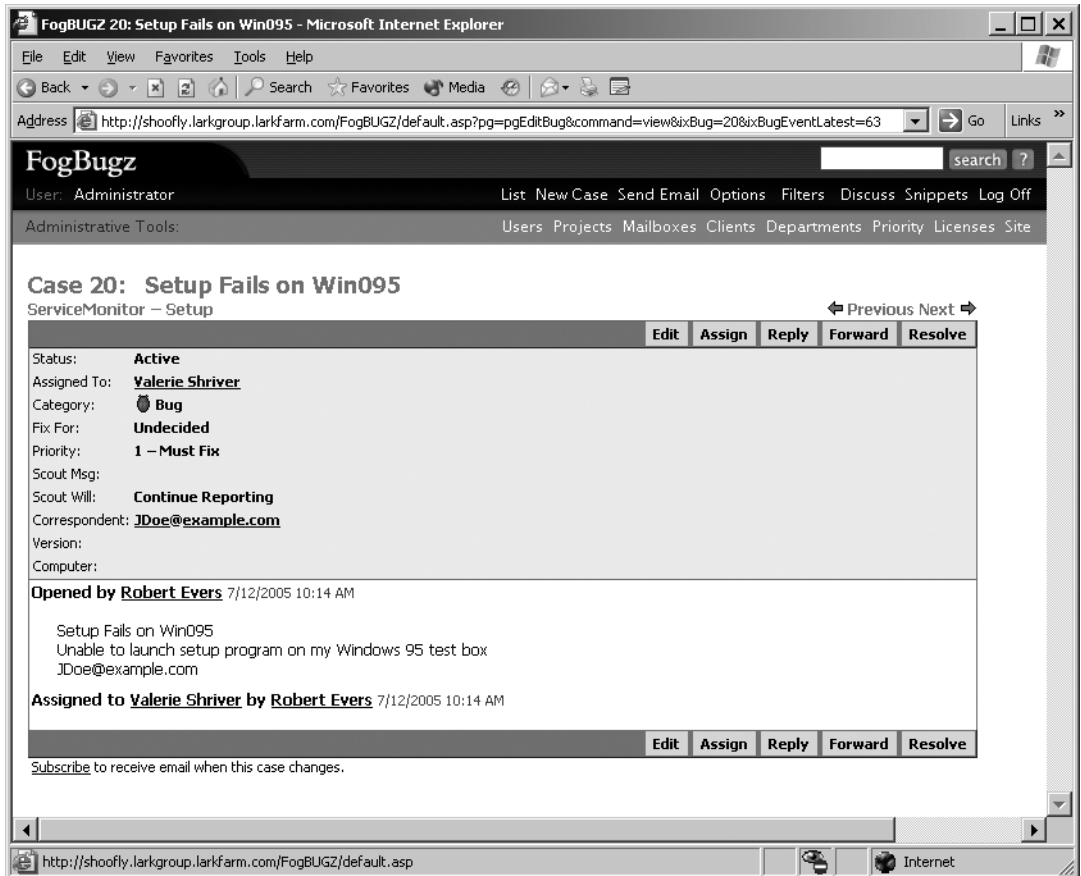 FogBUGZ 20: Setup Fails on Win095 - Microsoft Internet Explorer
File Edit View Favorites Tools Help
Back Search Favorites Media
Address http://shoofly.larkgroup.larkfarm.com/FogBUGZ/default.asp?pg=pgEditBug&command=view&ixBug=20&ixBugEventLatest=63 Go Links »
FogBugz search ?
User: Administrator List New Case Send Email Options Filters Discuss Snippets Log Off
Administrative Tools: Users Projects Mailboxes Clients Departments Priority Licenses Site
Case 20: Setup Fails on Win095
ServiceMonitor – Setup Previous Next
Edit Assign Reply Forward Resolve
Status: Active
Assigned To: Valerie Shriver
Category: Bug
Fix For: Undecided
Priority: 1 – Must Fix
Scout Msg:
Scout Will: Continue Reporting
Correspondent: JDoe@example.com
Version:
Computer:
Opened by Robert Evers 7/12/2005 10:14 AM
Setup Fails on Win095
Unable to launch setup program on my Windows 95 test box
JDoe@example.com
Assigned to Valerie Shriver by Robert Evers 7/12/2005 10:14 AM
Edit Assign Reply Forward Resolve
Subscribe to receive email when this case changes.
http://shoofly.larkgroup.larkfarm.com/FogBUGZ/default.asp Internet